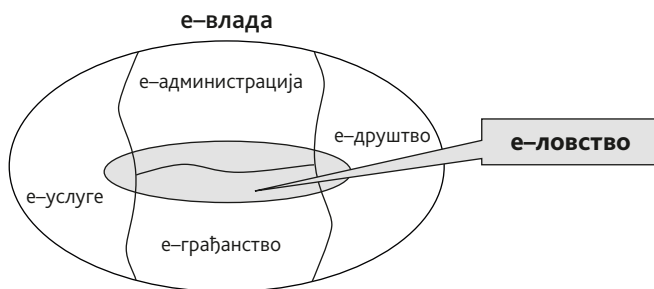 е–влада
е–администрација
е–друштво
е–ловство
е–услуге
е–грађанство